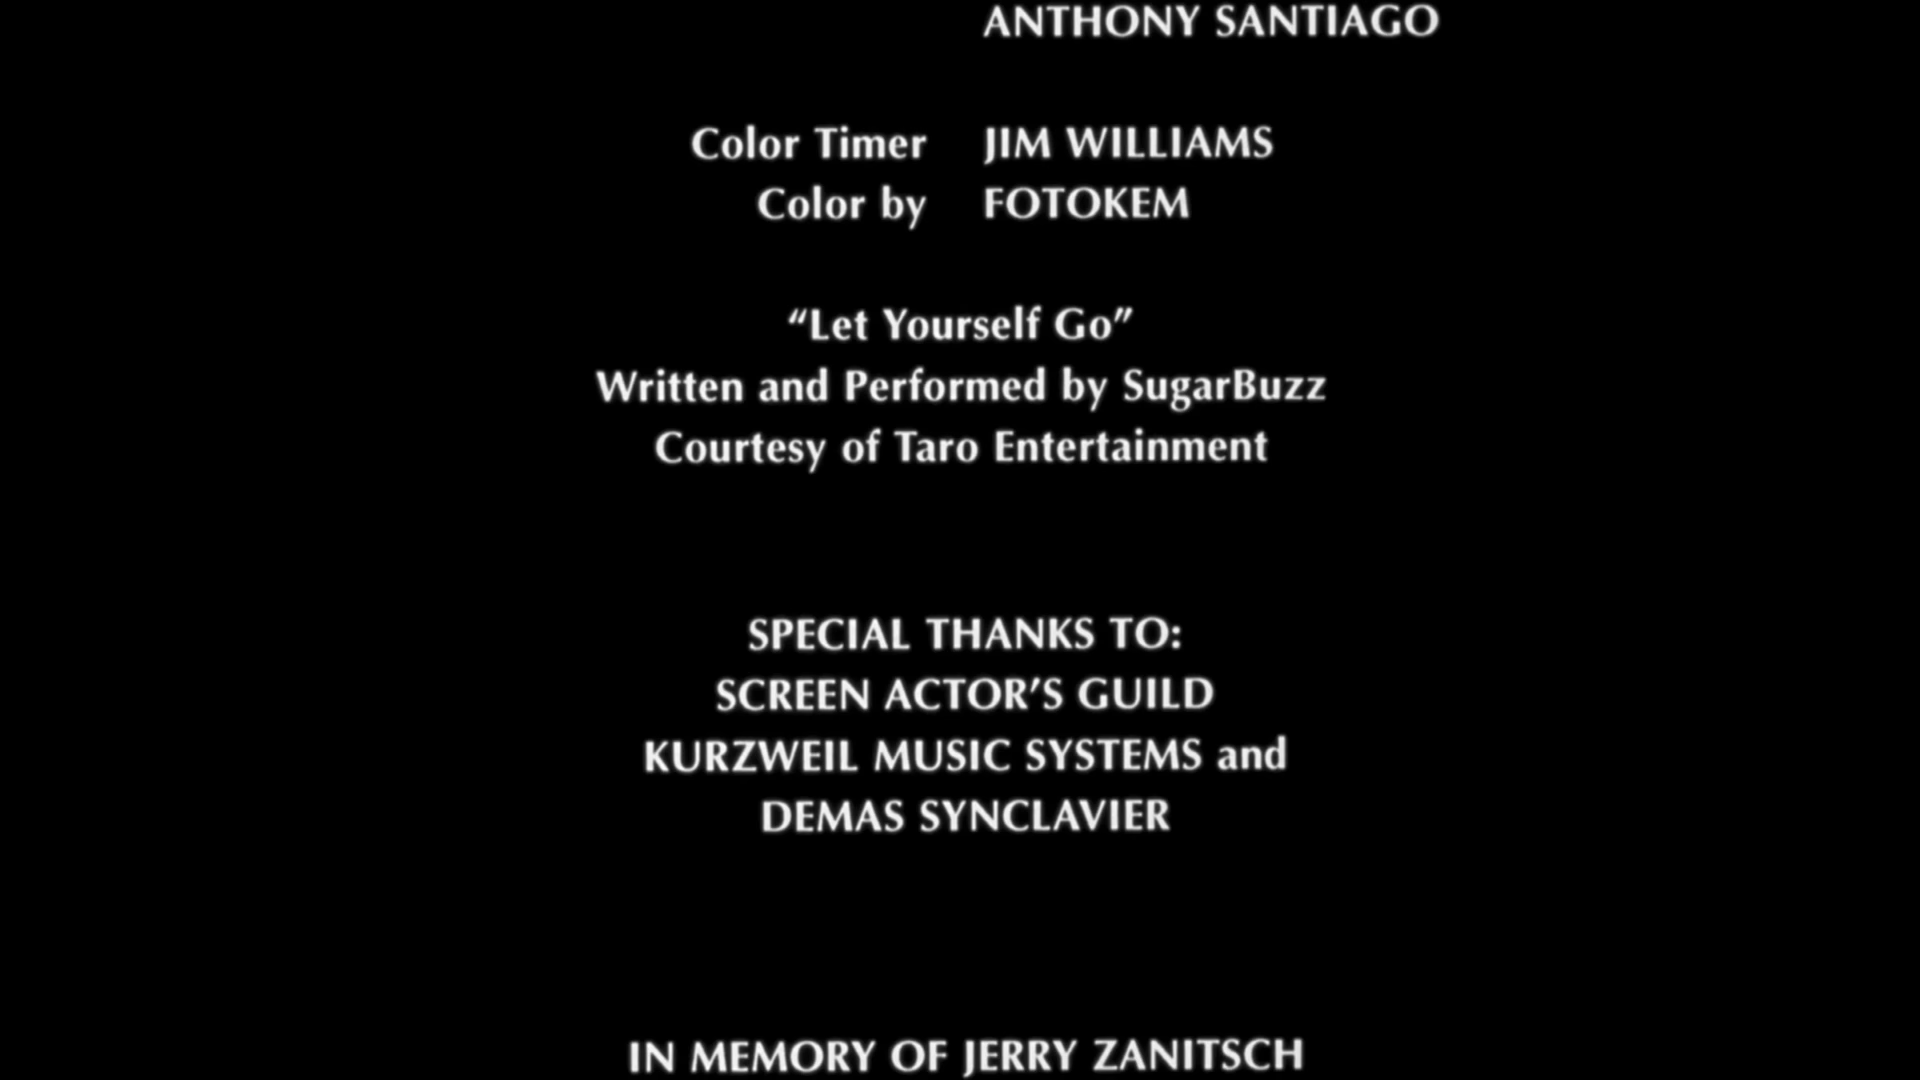 ANTHONY SANTIAGO
Color Timer JIM WILLIAMS
Color by FOTOKEM
“Let Yourself Go”
Written and Performed by SugarBuzz
Courtesy of Taro Entertainment
SPECIAL THANKS TO:
SCREEN ACTOR’S GUILD
KURZWEIL MUSIC SYSTEMS and
DEMAS SYNCLAVIER
IN MEMORY OF JERRY ZANITSCH